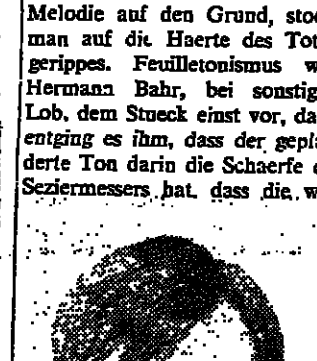 Melodie auf den Grund, stoe
man auf die Haerte des Tot
gerippes. Feuilletonismus w
Hermann Bahr, bei sonstig
Lob, dem Stueck einst vor, da
entging es ihm, dass der gepla
derte Ton darin die Schaerfe e
Seziermessers hat, dass die w